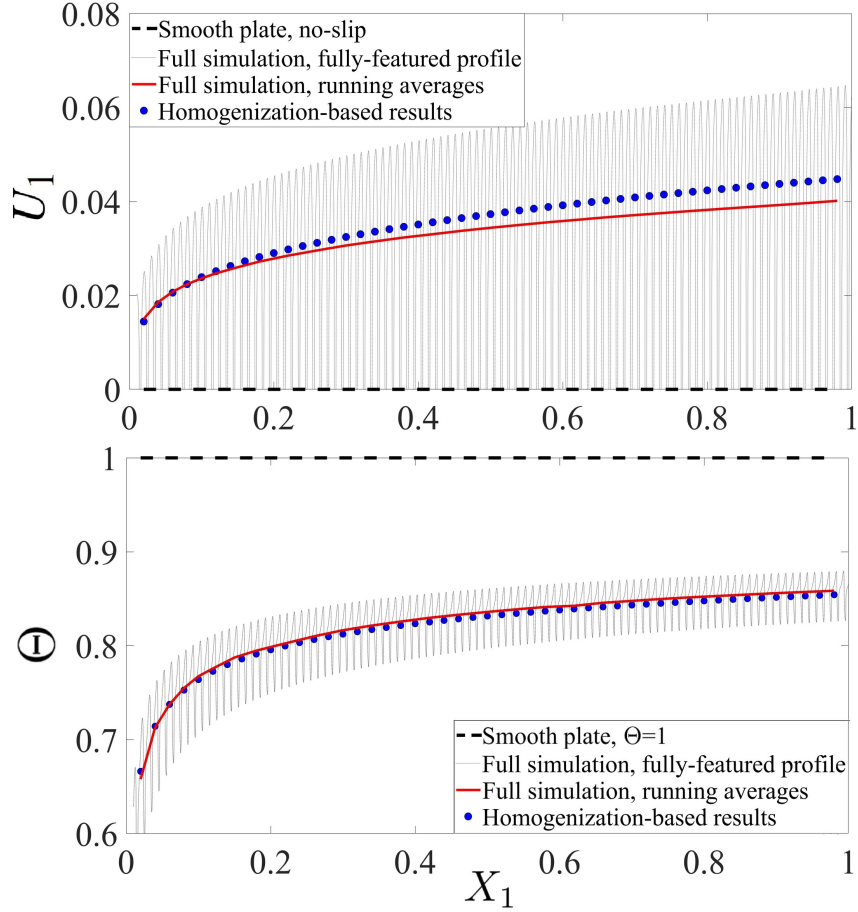 Smooth plate, no-slip
Full simulation, fully-featured profile
Full simulation, running averages
Homogenization-based results
0.08
0.06
0.04
0.02
0
U₁
0 0.2 0.4 0.6 0.8 1
1
0.9
0.8
0.7
0.6
Θ
Smooth plate, Θ=1
Full simulation, fully-featured profile
Full simulation, running averages
Homogenization-based results
0 0.2 0.4 0.6 0.8 1
X₁